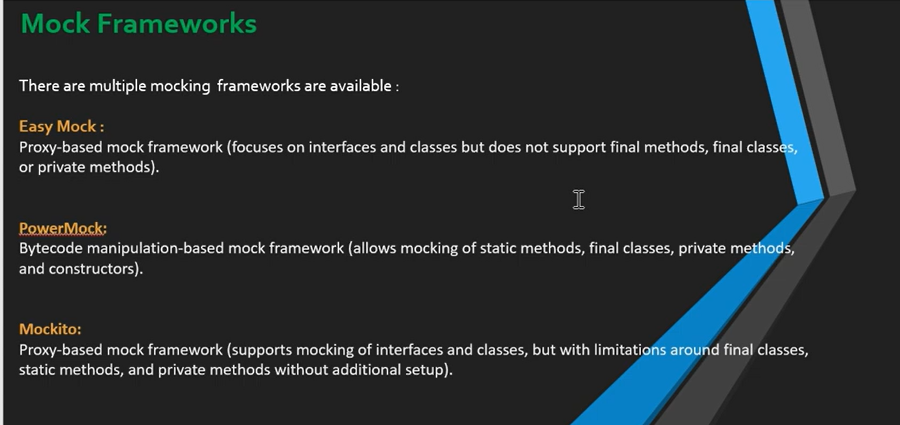 Mock Frameworks
There are multiple mocking frameworks are available :
Easy Mock :
Proxy-based mock framework (focuses on interfaces and classes but does not support final methods, final classes,
or private methods).
PowerMock:
Bytecode manipulation-based mock framework (allows mocking of static methods, final classes, private methods,
and constructors).
Mockito:
Proxy-based mock framework (supports mocking of interfaces and classes, but with limitations around final classes,
static methods, and private methods without additional setup).